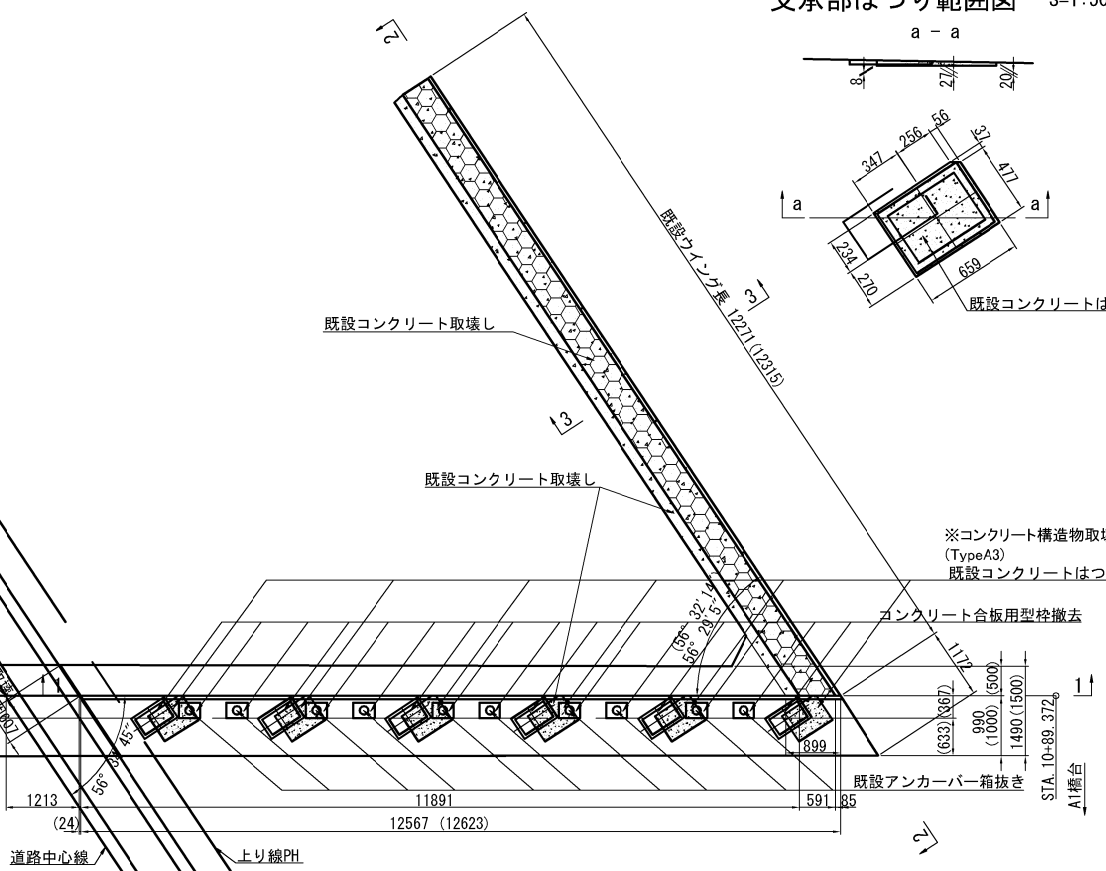 支承部はつり範囲図
a - a
8
27
20
347
256
56
37
477
a
a
234
270
659
既設コンクリートは
2
既設ウイング長 12271(12315)
3
3
既設コンクリート取壊し
既設コンクリート取壊し
※コンクリート構造物取
(TypeA3)
既設コンクリートはつ
コンクリート合板用型枠撤去
(56° 32' 14"
56° 29.5"
1172
(500)
(367)
(633)
990
(1000)
1490 (1500)
1
1
STA.10+89.372
A1橋台
899
既設アンカーバー箱抜き
1213
11891
591
85
(24)
12567 (12623)
道路中心線
上り線PH
2